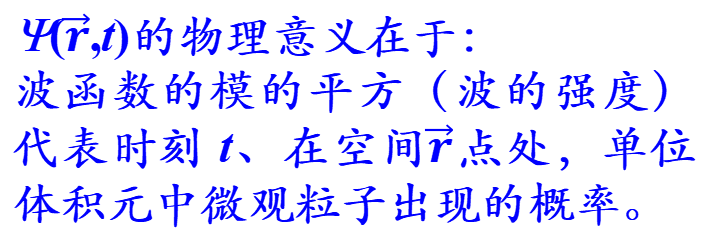 Ψ(r⃗,t)的物理意义在于：
波函数的模的平方（波的强度）
代表时刻 t、在空间r⃗点处，单位
体积元中微观粒子出现的概率。